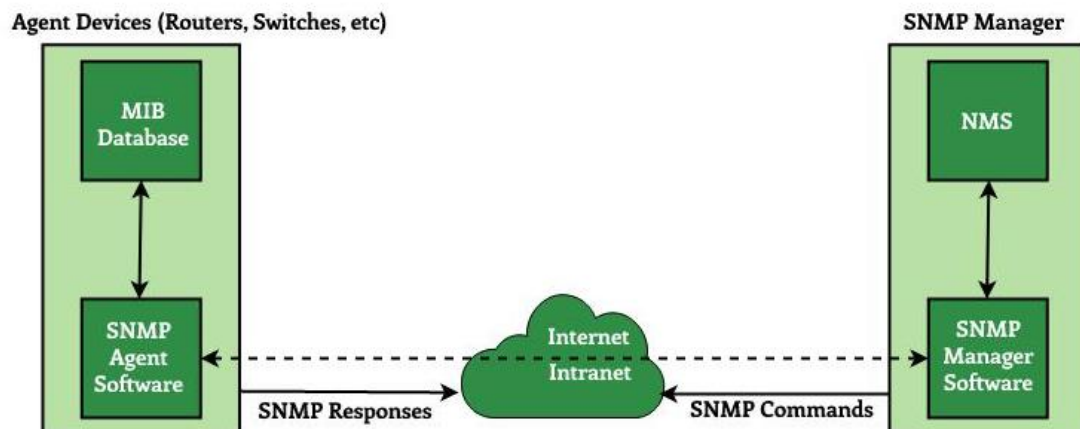 Agent Devices (Routers, Switches, etc)
SNMP Manager
MIB
Database
NMS
SNMP
Agent
Software
Internet
Intranet
SNMP
Manager
Software
SNMP Responses
SNMP Commands